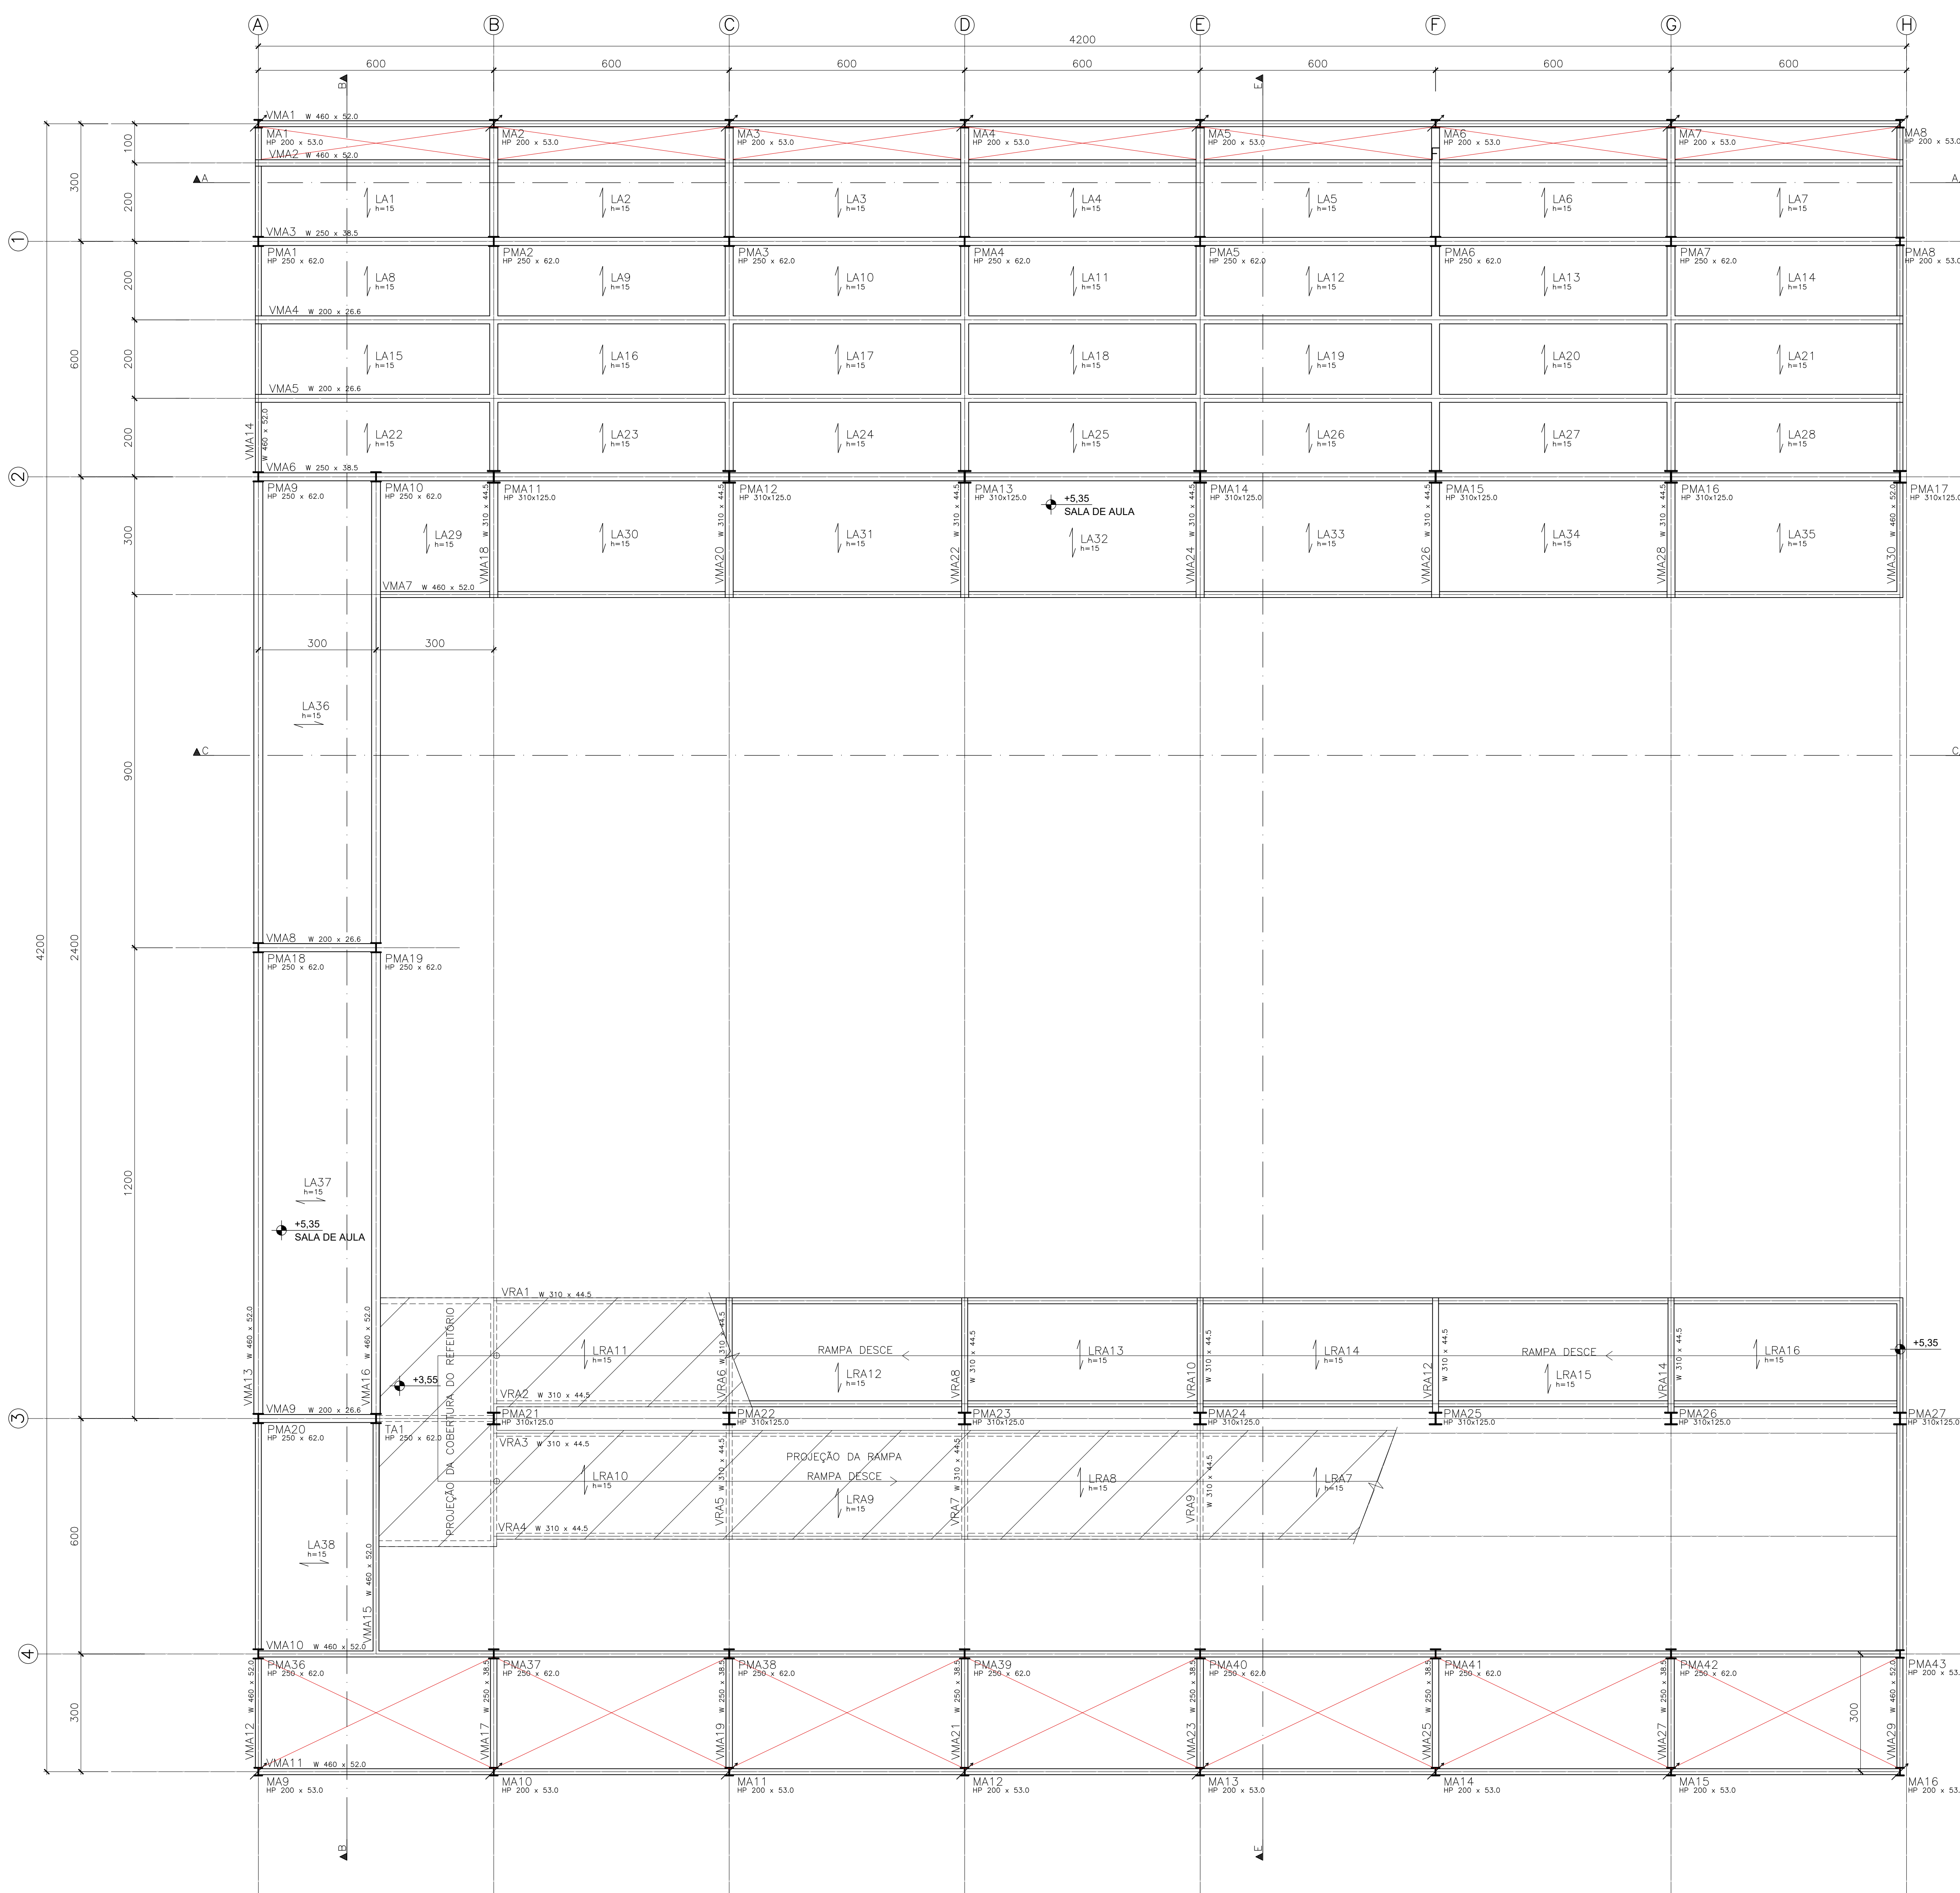 A B C D E F G H
4200
600 600 600 600 600 600 600
B E
VMA1 W 460 x 52.0
MA1 MA2 MA3 MA4 MA5 MA6 MA7 MA8
HP 200 x 53.0 HP 200 x 53.0 HP 200 x 53.0 HP 200 x 53.0 HP 200 x 53.0 HP 200 x 53.0 HP 200 x 53.0 HP 200 x 53.0
100
VMA2 W 460 x 52.0
A A
300
200
LA1 LA2 LA3 LA4 LA5 LA6 LA7
h=15 h=15 h=15 h=15 h=15 h=15 h=15
VMA3 W 250 x 38.5
1
PMA1 PMA2 PMA3 PMA4 PMA5 PMA6 PMA7 PMA8
HP 250 x 62.0 HP 250 x 62.0 HP 250 x 62.0 HP 250 x 62.0 HP 250 x 62.0 HP 250 x 62.0 HP 250 x 62.0 HP 200 x 53.0
200
LA8 LA9 LA10 LA11 LA12 LA13 LA14
h=15 h=15 h=15 h=15 h=15 h=15 h=15
VMA4 W 200 x 26.6
600
200
LA15 LA16 LA17 LA18 LA19 LA20 LA21
h=15 h=15 h=15 h=15 h=15 h=15 h=15
VMA5 W 200 x 26.6
200
VMA14 W 460 x 52.0
LA22 LA23 LA24 LA25 LA26 LA27 LA28
h=15 h=15 h=15 h=15 h=15 h=15 h=15
VMA6 W 250 x 38.5
2
PMA9 PMA10 PMA11 PMA12 PMA13 PMA14 PMA15 PMA16 PMA17
HP 250 x 62.0 HP 250 x 62.0 HP 310x125.0 HP 310x125.0 HP 310x125.0 HP 310x125.0 HP 310x125.0 HP 310x125.0 HP 310x125.0
+5,35
SALA DE AULA
300
LA29 LA30 LA31 LA32 LA33 LA34 LA35
h=15 h=15 h=15 h=15 h=15 h=15 h=15
VMA18 W 310 x 44.5
VMA20 W 310 x 44.5
VMA22 W 310 x 44.5
VMA24 W 310 x 44.5
VMA26 W 310 x 44.5
VMA28 W 310 x 44.5
VMA30 W 460 x 52.0
VMA7 W 460 x 52.0
300 300
LA36
h=15
C C
900
4200
2400
VMA8 W 200 x 26.6
PMA18 PMA19
HP 250 x 62.0 HP 250 x 62.0
1200
LA37
h=15
+5,35
SALA DE AULA
VMA13 W 460 x 52.0
VMA16 W 460 x 52.0
PROJEÇÃO DA COBERTURA DO REFEITÓRIO
VRA1 W 310 x 44.5
VRA6 W 310 x 44.5
VRA8 W 310 x 44.5
VRA10 W 310 x 44.5
VRA12 W 310 x 44.5
VRA14 W 310 x 44.5
+5,35
RAMPA DESCE RAMPA DESCE
LRA11 LRA12 LRA13 LRA14 LRA15 LRA16
h=15 h=15 h=15 h=15 h=15 h=15
+3,55
VRA2 W 310 x 44.5
VMA9 W 200 x 26.6
3
PMA20 TA1 PMA21 PMA22 PMA23 PMA24 PMA25 PMA26 PMA27
HP 250 x 62.0 HP 250 x 62.0 HP 310x125.0 HP 310x125.0 HP 310x125.0 HP 310x125.0 HP 310x125.0 HP 310x125.0 HP 310x125.0
VRA3 W 310 x 44.5
PROJEÇÃO DA RAMPA
RAMPA DESCE
LRA10 LRA9 LRA8 LRA7
h=15 h=15 h=15 h=15
VRA5 W 310 x 44.5
VRA7 W 310 x 44.5
VRA9 W 310 x 44.5
VRA4 W 310 x 44.5
600
LA38
h=15
VMA15 W 460 x 52.0
VMA10 W 460 x 52.0
4
PMA36 PMA37 PMA38 PMA39 PMA40 PMA41 PMA42 PMA43
HP 250 x 62.0 HP 250 x 62.0 HP 250 x 62.0 HP 250 x 62.0 HP 250 x 62.0 HP 250 x 62.0 HP 250 x 62.0 HP 200 x 53.
300
VMA12 W 460 x 52.0
VMA17 W 250 x 38.5
VMA19 W 250 x 38.5
VMA21 W 250 x 38.5
VMA23 W 250 x 38.5
VMA25 W 250 x 38.5
VMA27 W 250 x 38.5
300
VMA29 W 460 x 52.0
VMA11 W 460 x 52.0
MA9 MA10 MA11 MA12 MA13 MA14 MA15 MA16
HP 200 x 53.0 HP 200 x 53.0 HP 200 x 53.0 HP 200 x 53.0 HP 200 x 53.0 HP 200 x 53.0 HP 200 x 53.0 HP 200 x 53.
B E